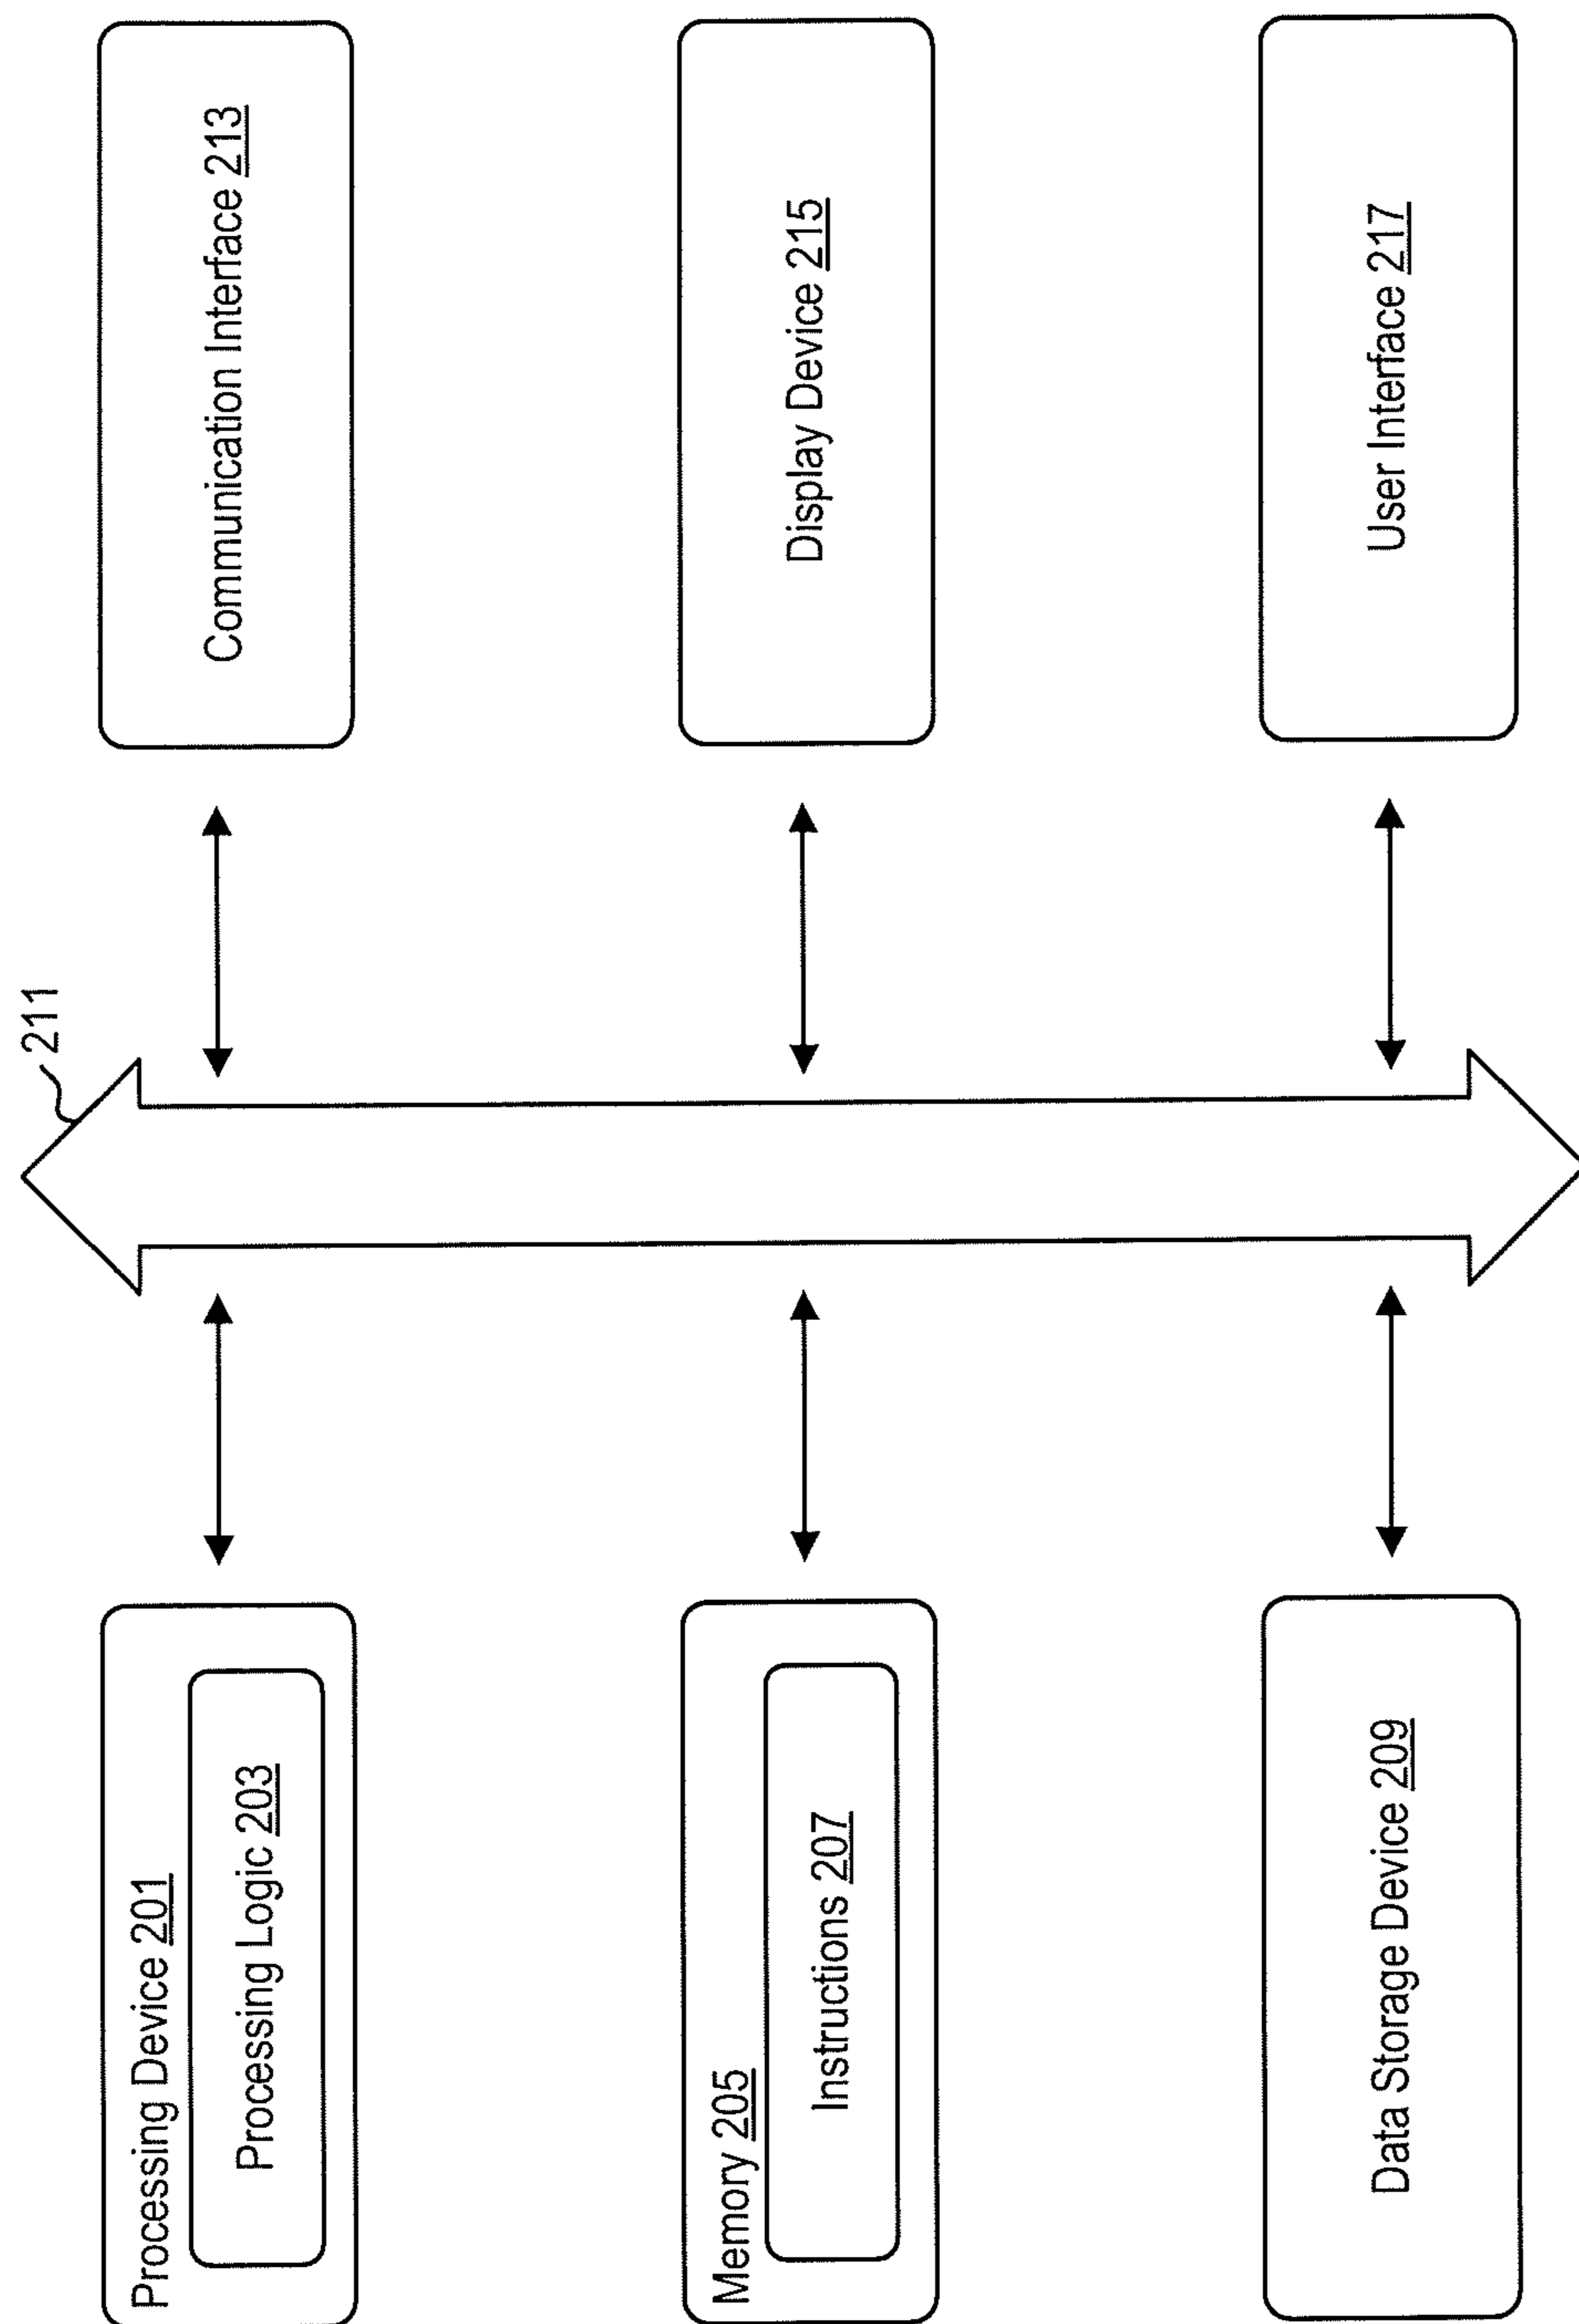 Processing Device 201
Processing Logic 203
Memory 205
Instructions 207
Data Storage Device 209
211
Communication Interface 213
Display Device 215
User Interface 217